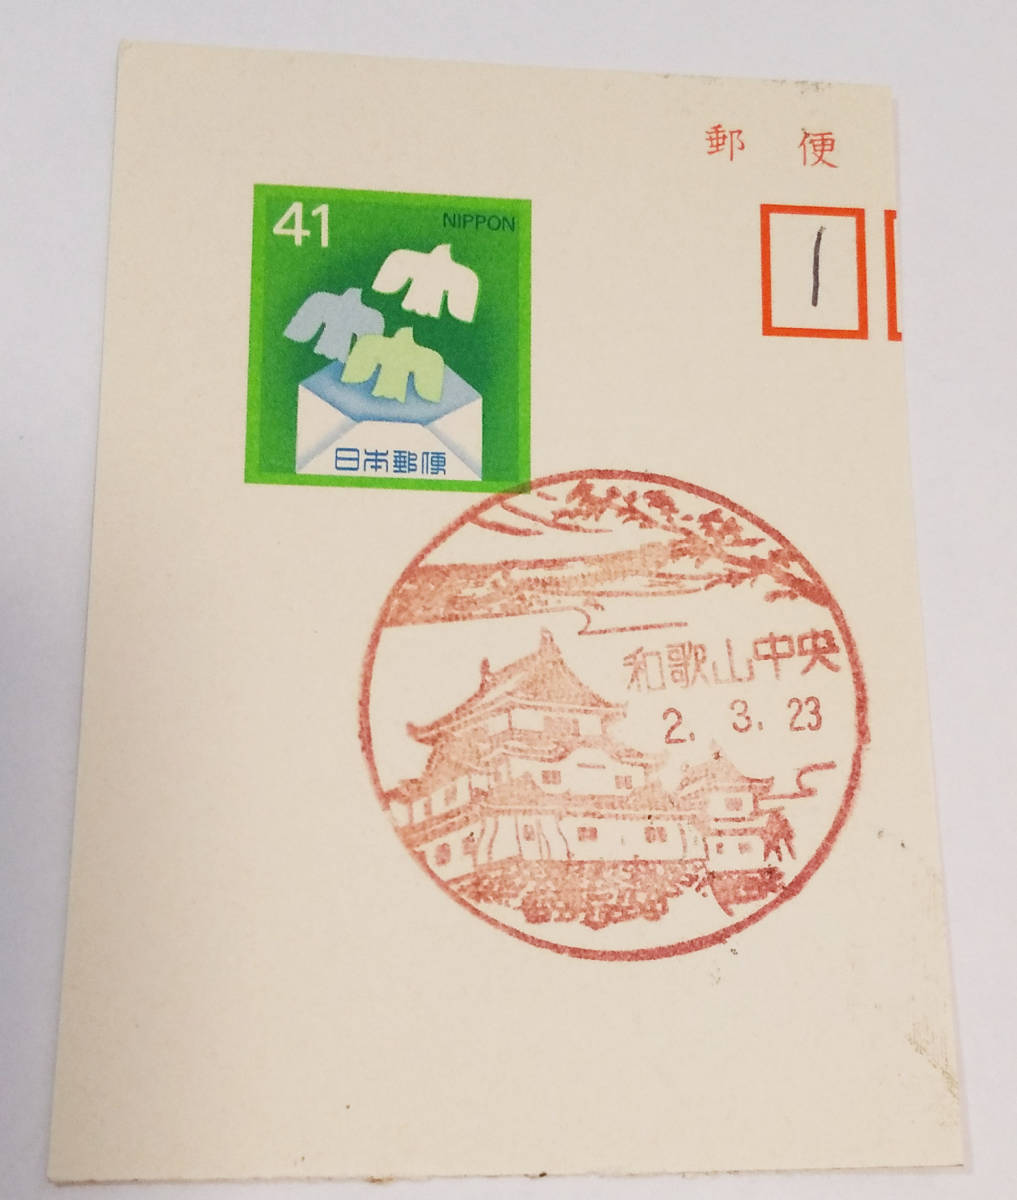 郵便
41 NIPPON
1
日本郵便
和歌山中央
2. 3. 23